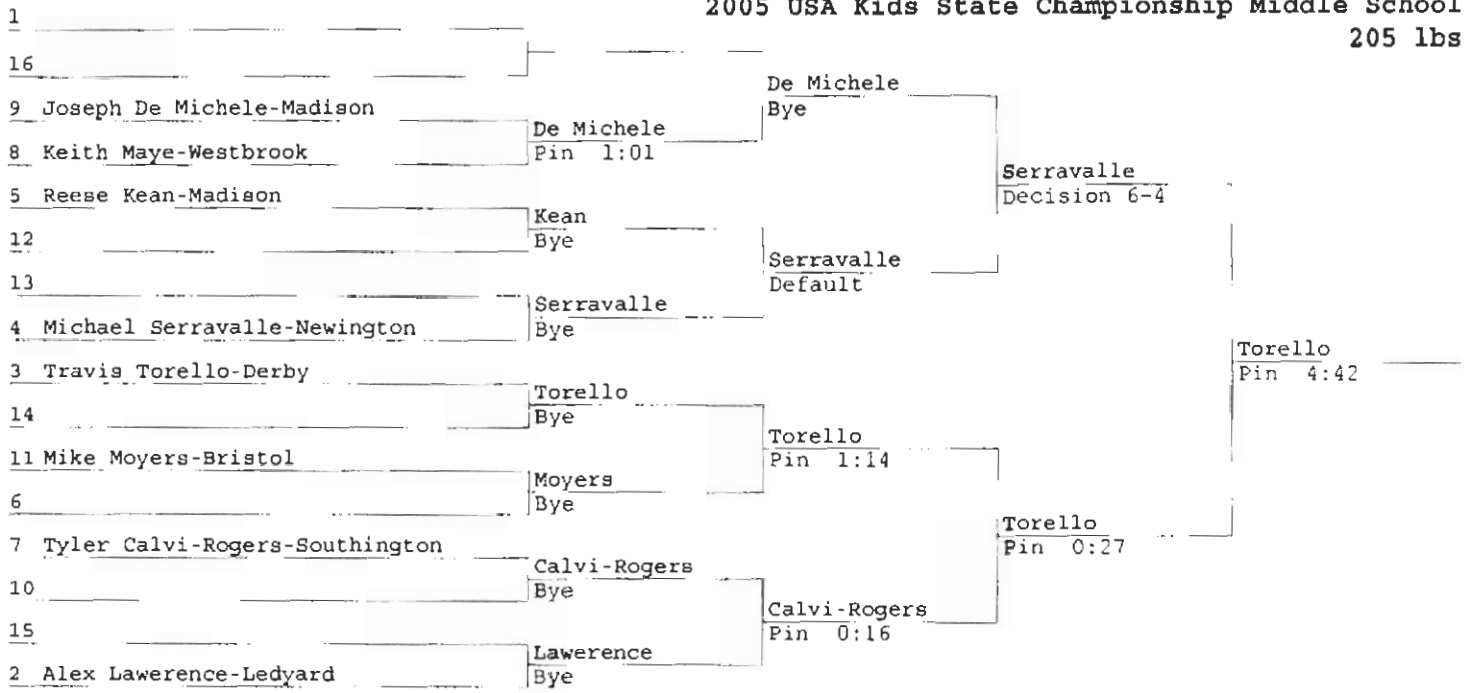 2005 USA Kids State Championship Middle School
205 lbs
1
16
9 Joseph De Michele-Madison
8 Keith Maye-Westbrook
5 Reese Kean-Madison
12
13
4 Michael Serravalle-Newington
3 Travis Torello-Derby
14
11 Mike Moyers-Bristol
6
7 Tyler Calvi-Rogers-Southington
10
15
2 Alex Lawerence-Ledyard
De Michele
Pin 1:01
Kean
Bye
Serravalle
Bye
Torello
Bye
Moyers
Bye
Calvi-Rogers
Bye
Lawerence
Bye
De Michele
Bye
Serravalle
Default
Torello
Pin 1:14
Calvi-Rogers
Pin 0:16
Serravalle
Decision 6-4
Torello
Pin 0:27
Torello
Pin 4:42